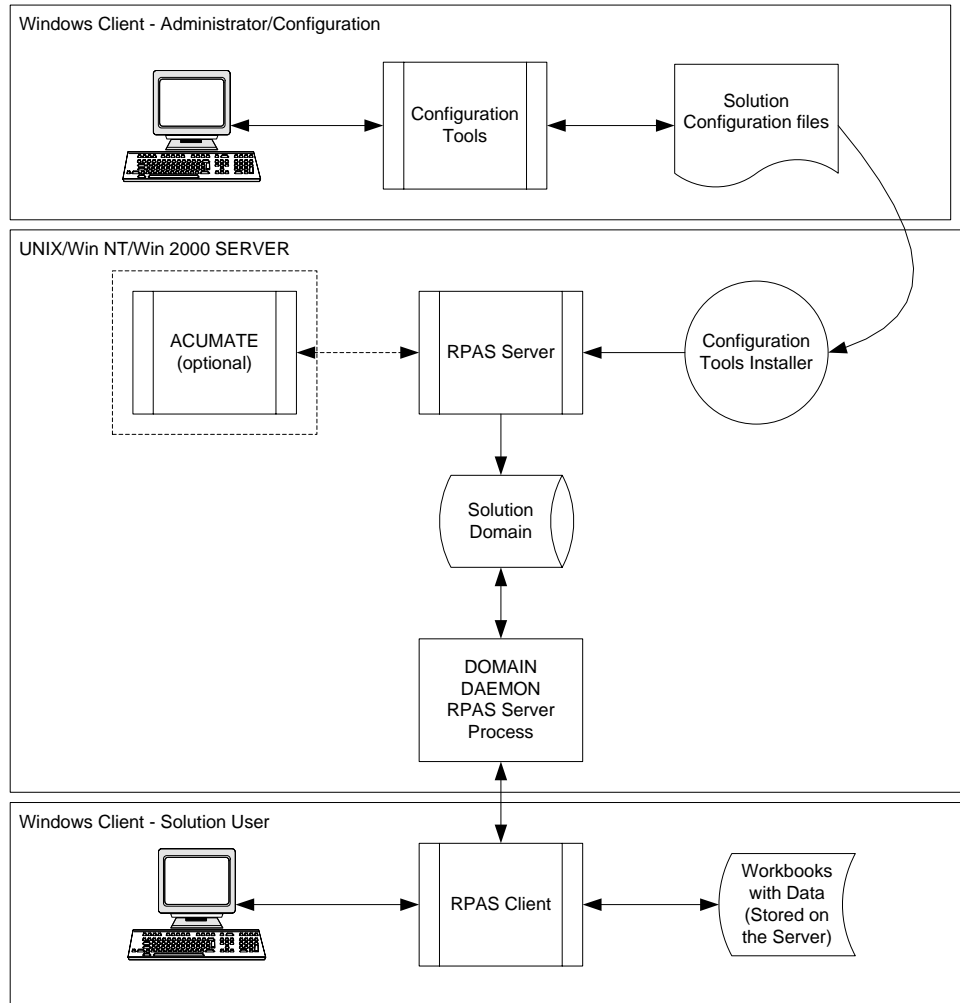 Windows Client - Administrator/Configuration
Configuration
Tools
Solution
Configuration files
UNIX/Win NT/Win 2000 SERVER
ACUMATE
(optional)
RPAS Server
Configuration
Tools Installer
Solution
Domain
DOMAIN
DAEMON
RPAS Server
Process
Windows Client - Solution User
RPAS Client
Workbooks
with Data
(Stored on
the Server)